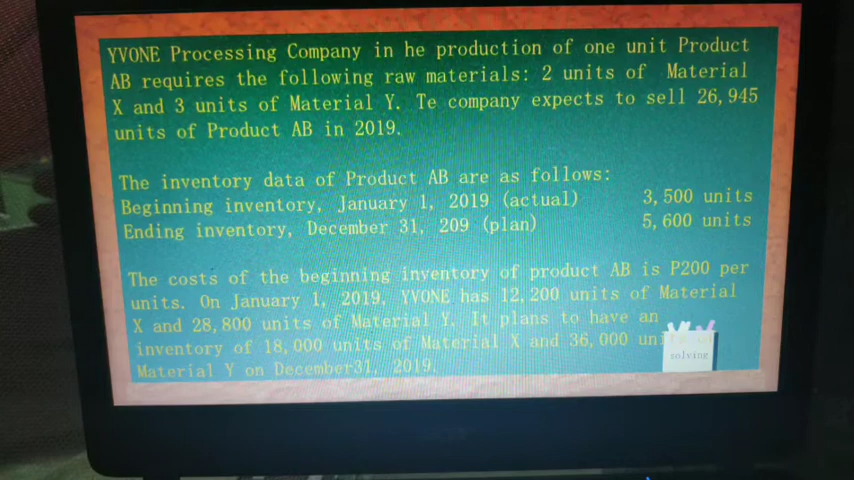 YVONE Processing Company in he production of one unit Product
AB requires the following raw materials: 2 units of Material
X and 3 units of Material Y. Te company expects to sell 26,945
units of Product AB in 2019.
The inventory data of Product AB are as follows:
Beginning inventory, January 1, 2019 (actual) 3,500 units
Ending inventory, December 31, 209 (plan) 5,600 units
The costs of the beginning inventory of product AB is P200 per
units. On January 1, 2019, YVONE has 12,200 units of Material
X and 28,800 units of Material Y. It plans to have an
inventory of 18,000 units of Material X and 36,000 units of
Material Y on December31, 2019.
solving